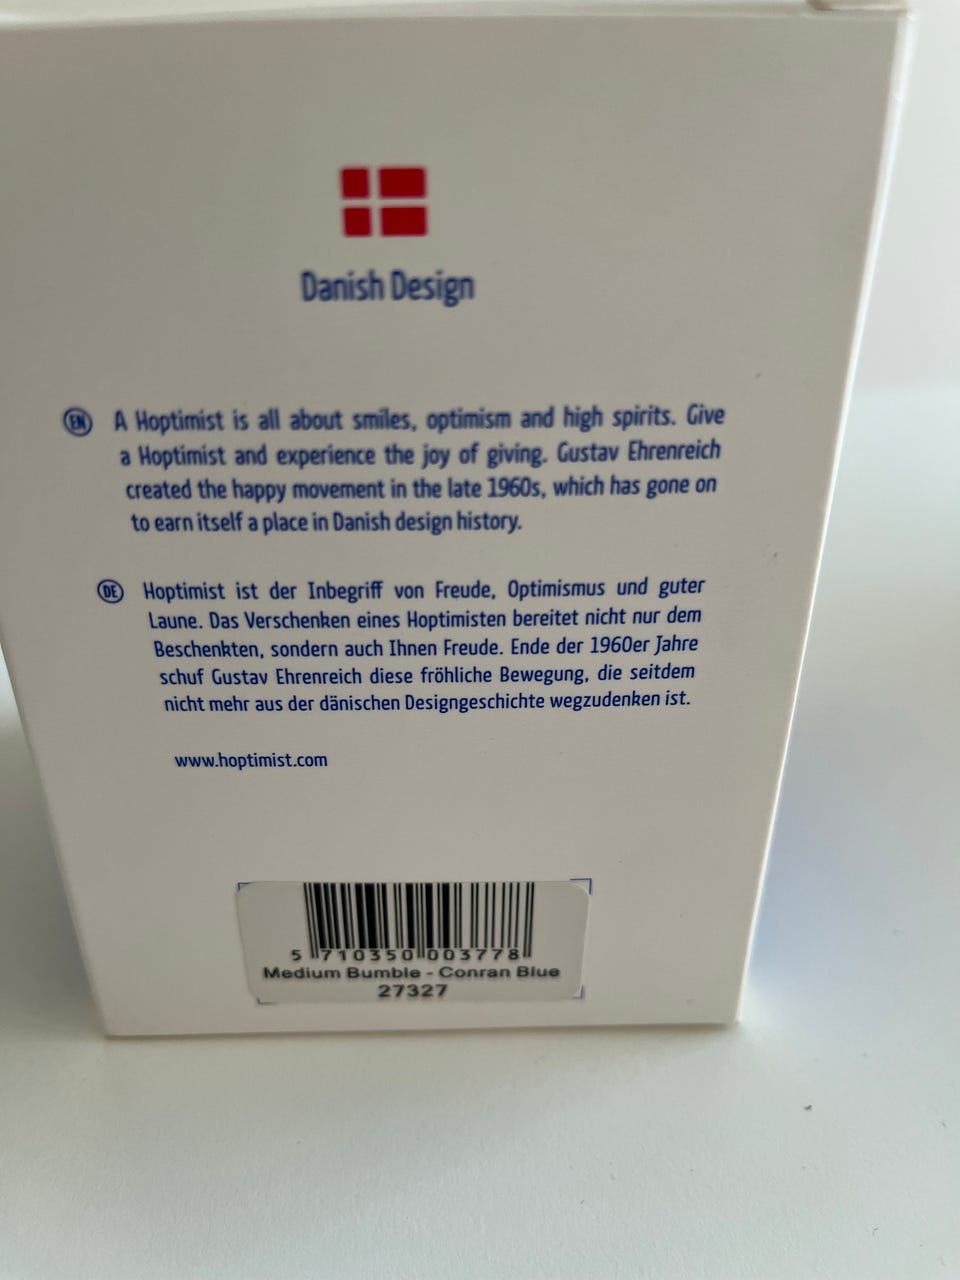 Danish Design
EN A Hoptimist is all about smiles, optimism and high spirits. Give
a Hoptimist and experience the joy of giving. Gustav Ehrenreich
created the happy movement in the late 1960s, which has gone on
to earn itself a place in Danish design history.
DE Hoptimist ist der Inbegriff von Freude, Optimismus und guter
Laune. Das Verschenken eines Hoptimisten bereitet nicht nur dem
Beschenkten, sondern auch Ihnen Freude. Ende der 1960er Jahre
schuf Gustav Ehrenreich diese fröhliche Bewegung, die seitdem
nicht mehr aus der dänischen Designgeschichte wegzudenken ist.
www.hoptimist.com
5 710350 003778
Medium Bumble - Conran Blue
27327